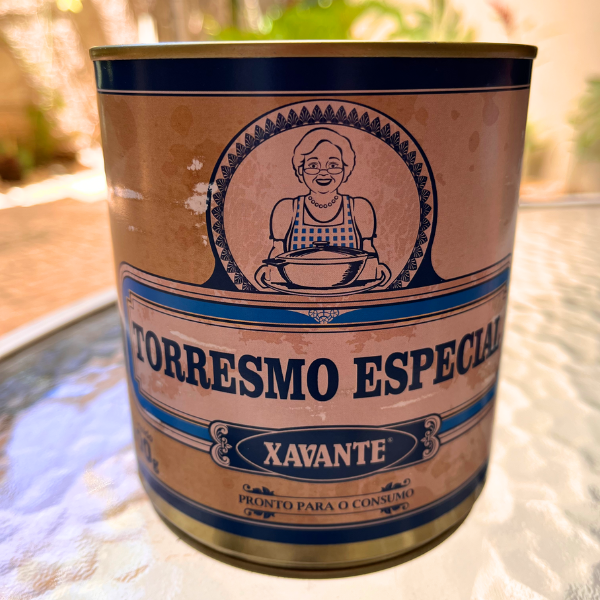 TORRESMO ESPECIAL
XAVANTE®
PRONTO PARA O CONSUMO